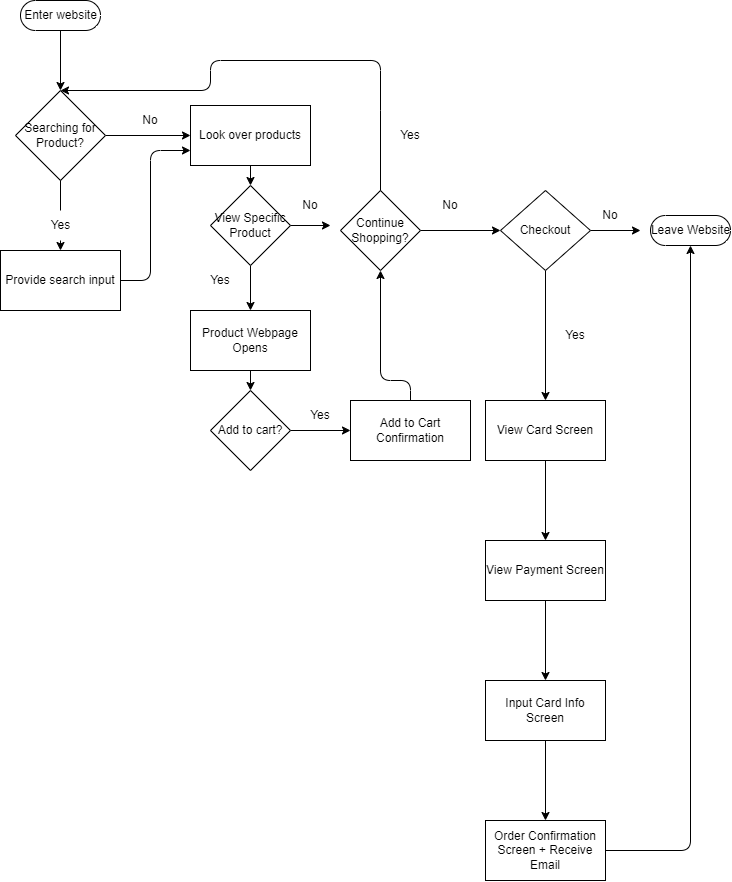 Enter website
Searching for
Product?
No
Look over products
Yes
Provide search input
View Specific
Product
No
Yes
Continue
Shopping?
Yes
No
Checkout
No
Leave Website
Product Webpage
Opens
Yes
Add to cart?
Yes
Add to Cart
Confirmation
View Card Screen
View Payment Screen
Input Card Info
Screen
Order Confirmation
Screen + Receive
Email